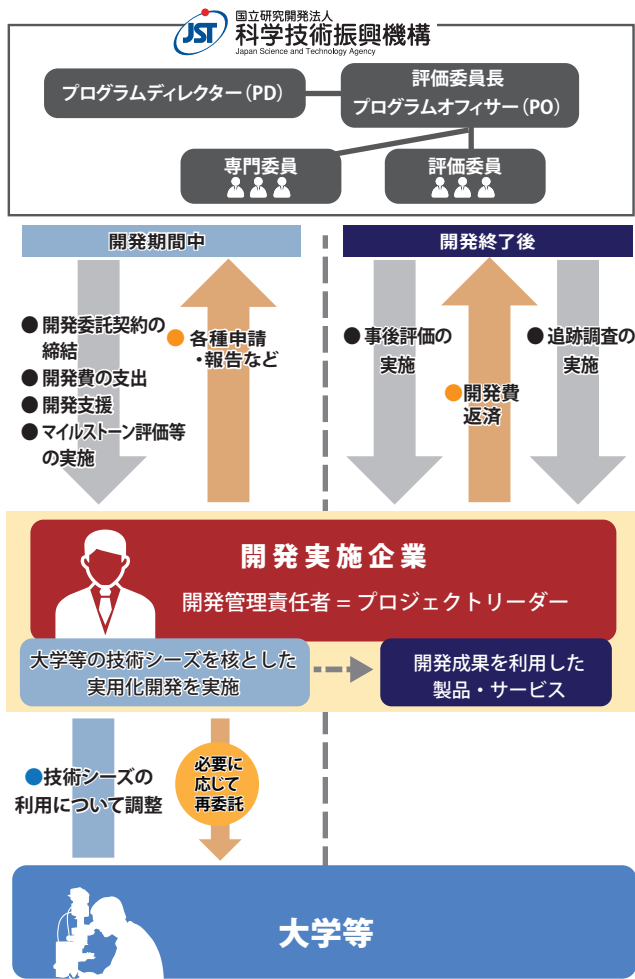 JST
国立研究開発法人
科学技術振興機構
Japan Science and Technology Agency
プログラムディレクター（PD）
評価委員長
プログラムオフィサー（PO）
専門委員
評価委員
開発期間中
●開発委託契約の
締結
●開発費の支出
●開発支援
●マイルストーン評価等
の実施
●各種申請
・報告など
開発終了後
●事後評価の
実施
●開発費
返済
●追跡調査の
実施
開発実施企業
開発管理責任者 = プロジェクトリーダー
大学等の技術シーズを核とした
実用化開発を実施
開発成果を利用した
製品・サービス
●技術シーズの
利用について調整
必要に
応じて
再委託
大学等